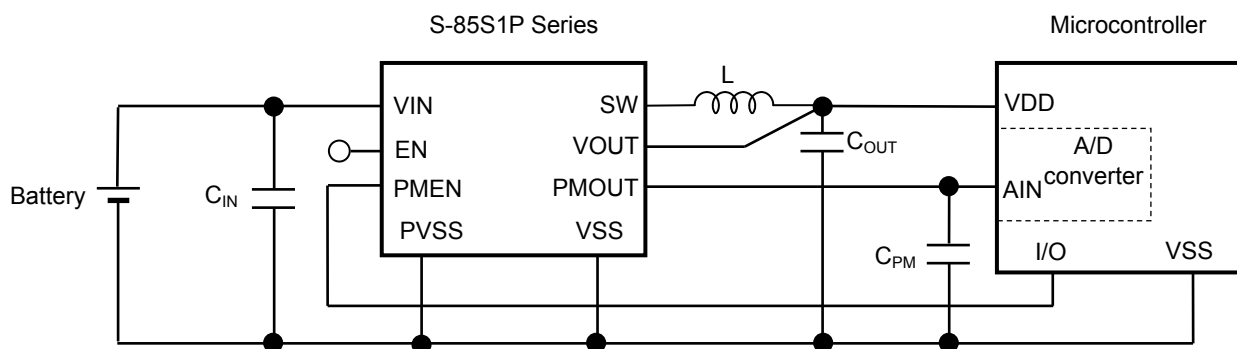 S-85S1P Series
Microcontroller
L
VIN
SW
VDD
EN
VOUT
COUT
A/D
converter
Battery
CIN
PMEN
PMOUT
AIN
PVSS
VSS
CPM
I/O
VSS